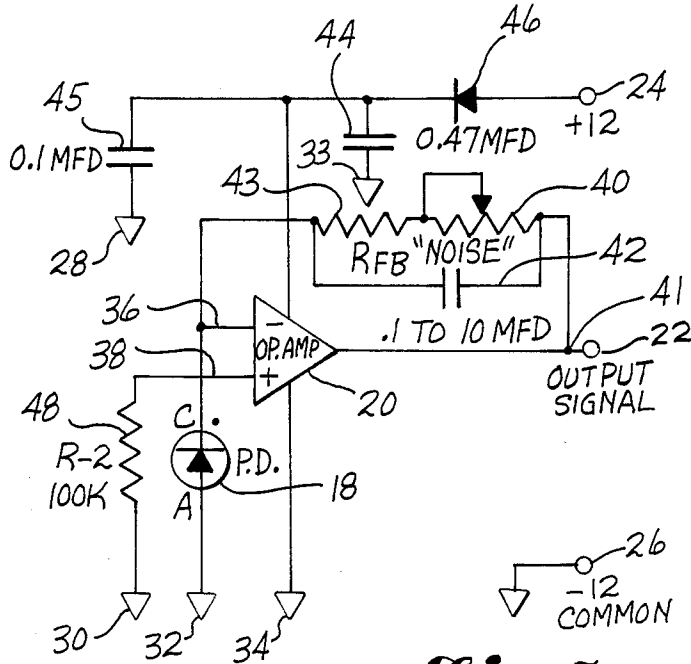 46
44
24
45
+12
0.47MFD
0.1 MFD
33
43
40
28
RFB "NOISE"
42
36
−
41
22
OP. AMP
.1 TO 10 MFD
38
+
20
OUTPUT
SIGNAL
48
C.
R-2
100K
P.D.
18
A
26
-12
COMMON
30
32
34